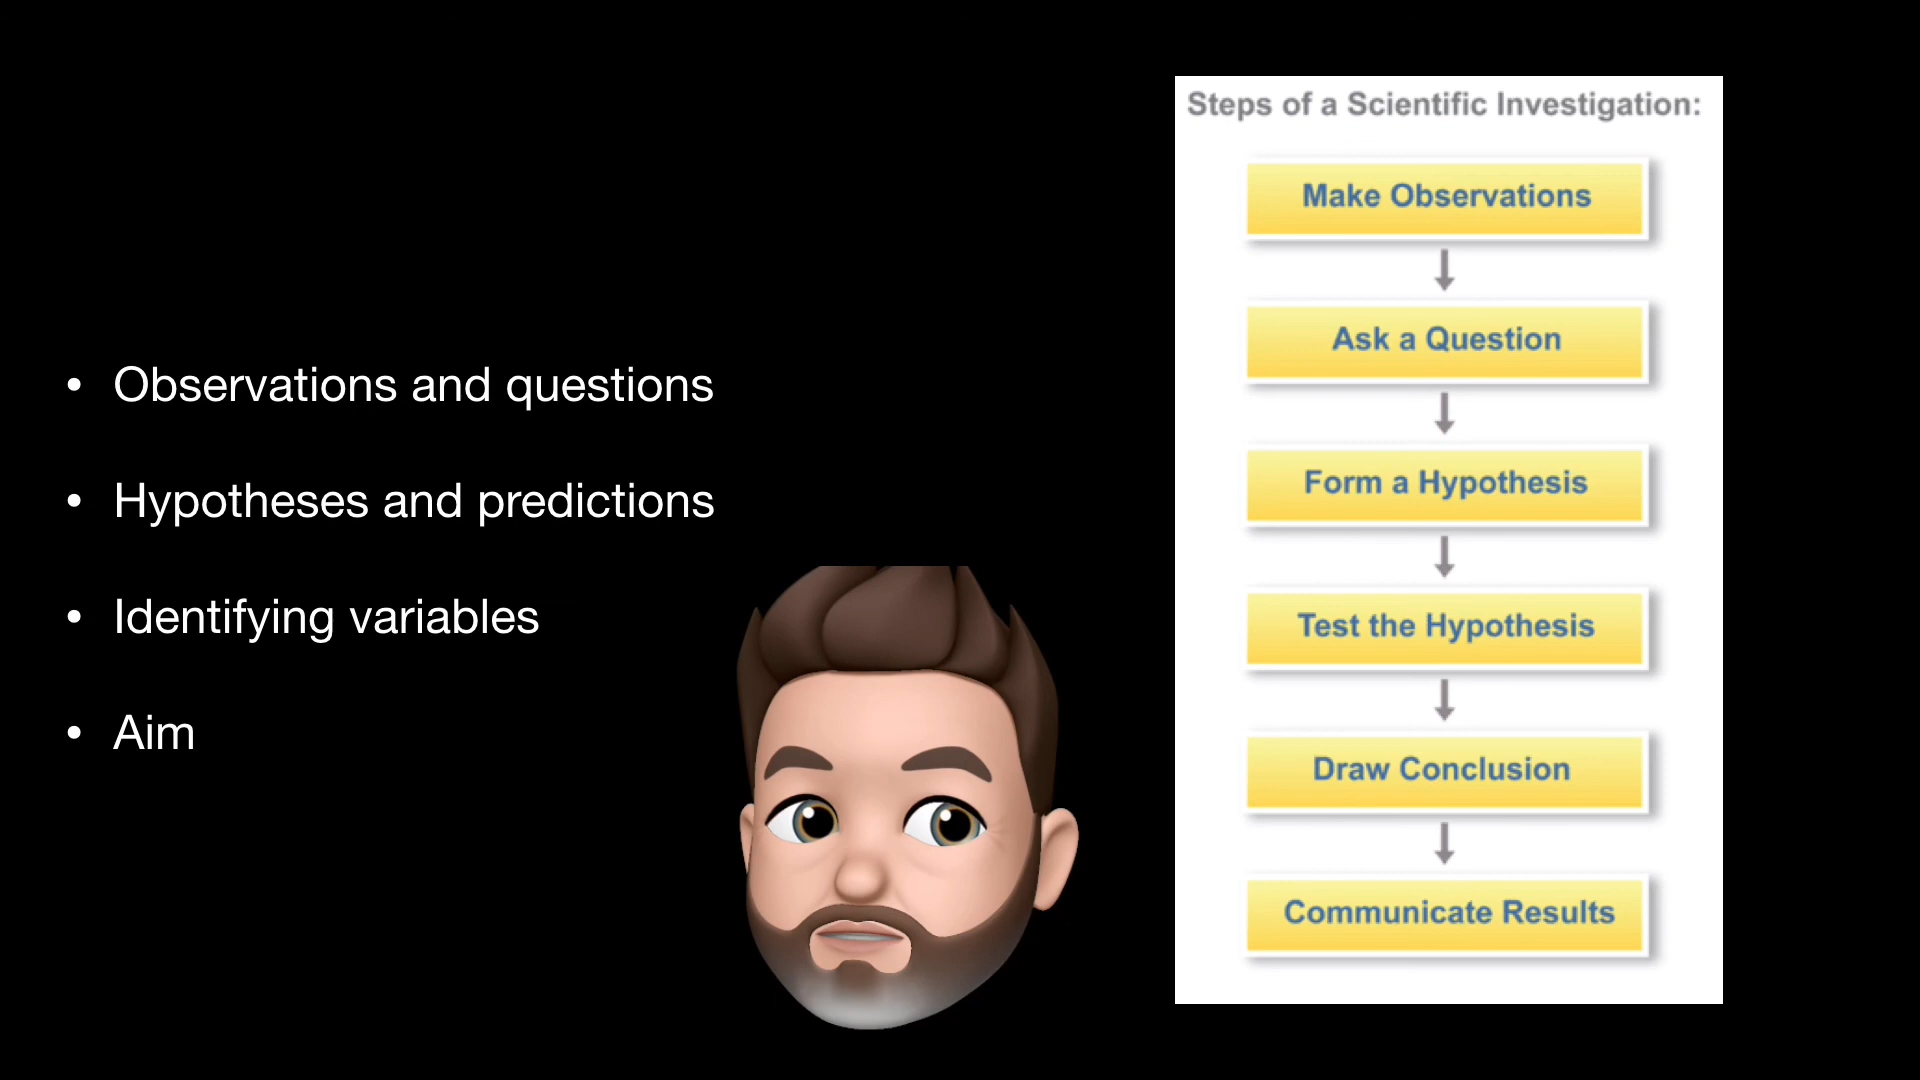 • Observations and questions
• Hypotheses and predictions
• Identifying variables
• Aim
Steps of a Scientific Investigation:
Make Observations
Ask a Question
Form a Hypothesis
Test the Hypothesis
Draw Conclusion
Communicate Results